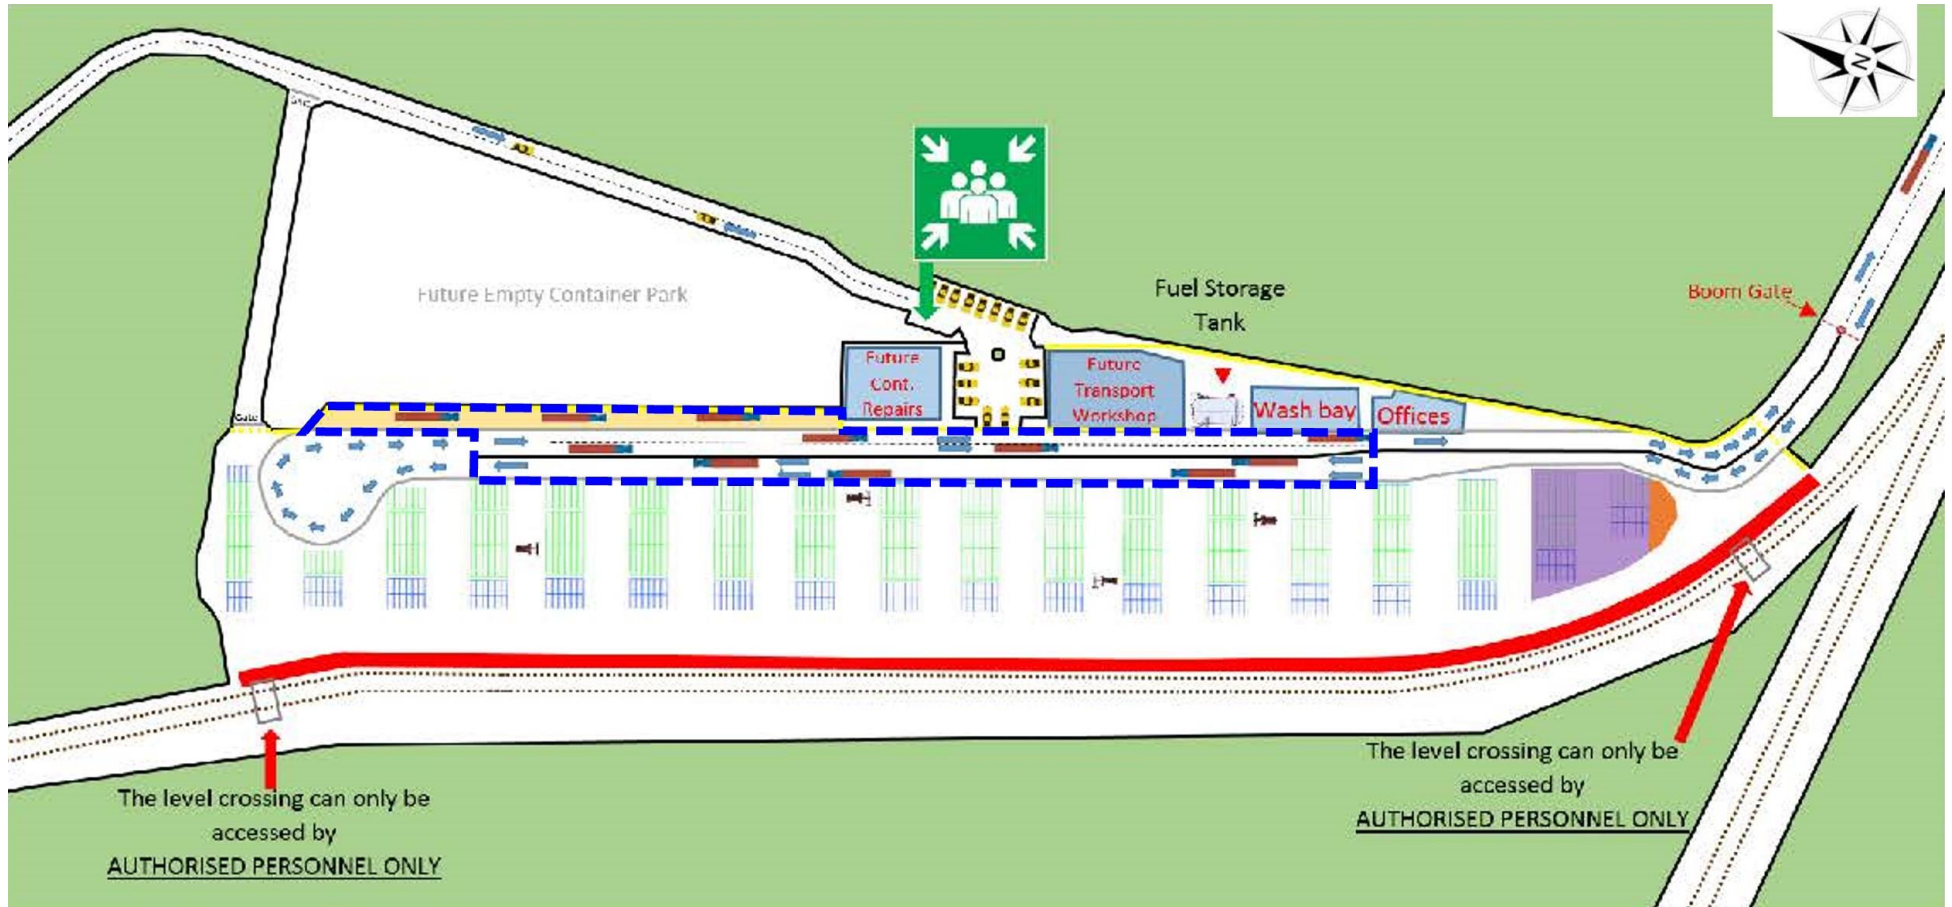 N
Gate
Future Empty Container Park
Fuel Storage
Tank
Boom Gate
Future
Cont.
Repairs
Future
Transport
Workshop
Wash bay
Offices
Gate
The level crossing can only be
accessed by
AUTHORISED PERSONNEL ONLY
The level crossing can only be
accessed by
AUTHORISED PERSONNEL ONLY